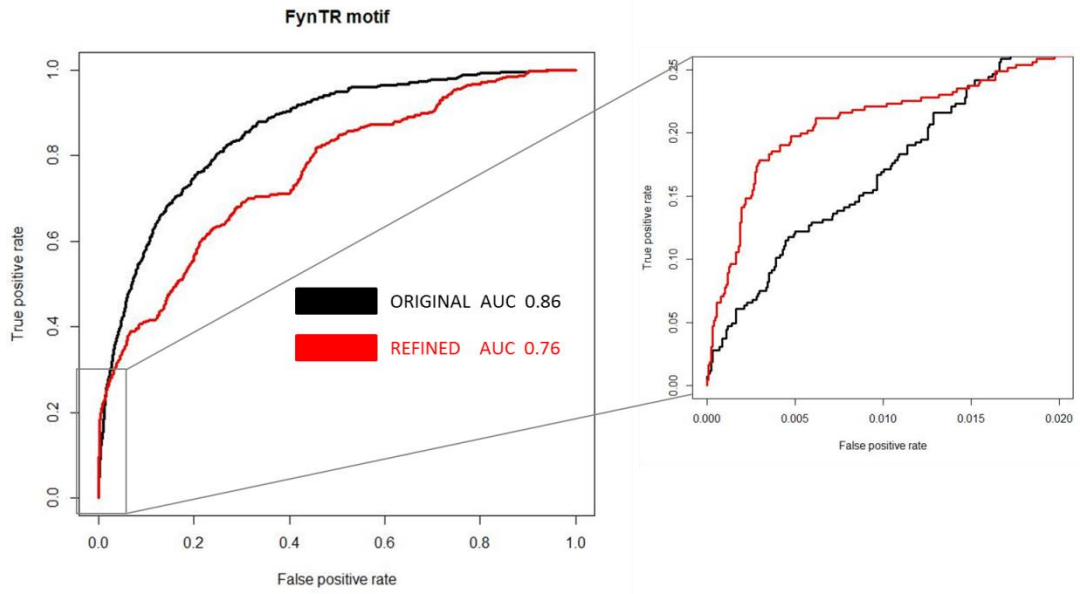 FynTR motif
True positive rate
1.0
0.8
0.6
0.4
0.2
0.0
ORIGINAL AUC 0.86
REFINED AUC 0.76
0.0 0.2 0.4 0.6 0.8 1.0
False positive rate
True positive rate
0.25
0.20
0.15
0.10
0.05
0.00
0.000 0.005 0.010 0.015 0.020
False positive rate